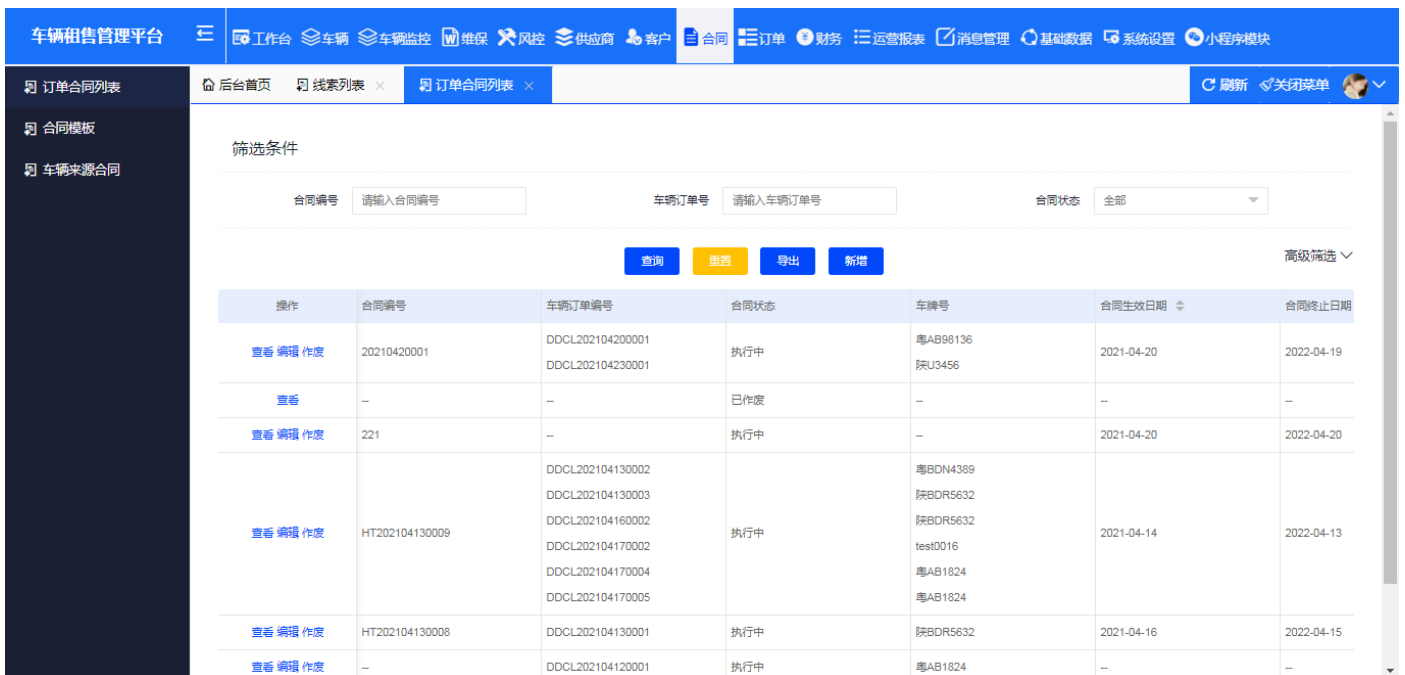 车辆租售管理平台
工作台 车辆 车辆监控 维保 风控 供应商 客户 合同 订单 财务 运营报表 消息管理 基础数据 系统设置 小程序模块
订单合同列表
合同模板
车辆来源合同
后台首页 线索列表 × 订单合同列表 × 刷新 关闭菜单
筛选条件
合同编号 请输入合同编号 车辆订单号 请输入车辆订单号 合同状态 全部
查询 重置 导出 新增 高级筛选
操作 合同编号 车辆订单编号 合同状态 车牌号 合同生效日期 合同终止日期
查看 编辑 作废 20210420001 DDCL202104200001 执行中 粤AB98136 2021-04-20 2022-04-19
DDCL202104230001 陕U3456
查看 -- -- 已作废 -- -- --
查看 编辑 作废 221 -- 执行中 -- 2021-04-20 2022-04-20
DDCL202104130002 粤BDN4389
DDCL202104130003 陕BDR5632
DDCL202104160002 陕BDR5632
查看 编辑 作废 HT202104130009 执行中 2021-04-14 2022-04-13
DDCL202104170002 test0016
DDCL202104170004 粤AB1824
DDCL202104170005 粤AB1824
查看 编辑 作废 HT202104130008 DDCL202104130001 执行中 陕BDR5632 2021-04-16 2022-04-15
查看 编辑 作废 -- DDCL202104120001 执行中 粤AB1824 -- --